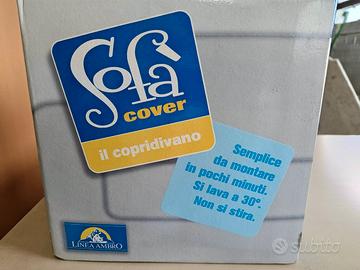 Sofà
cover
il copridivano
Semplice
da montare
in pochi minuti.
Si lava a 30°.
Non si stira.
LINEA AMBRO
subito